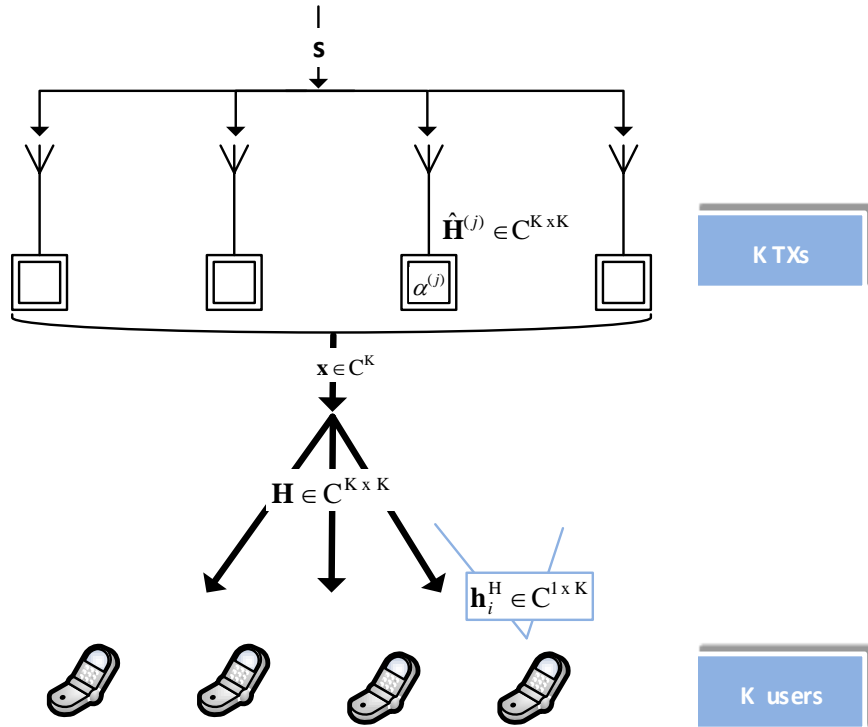 s
Ĥ^(j) ∈ C^{K x K}
α^(j)
K TXs
x ∈ C^K
H ∈ C^{K x K}
h_i^H ∈ C^{1 x K}
K users